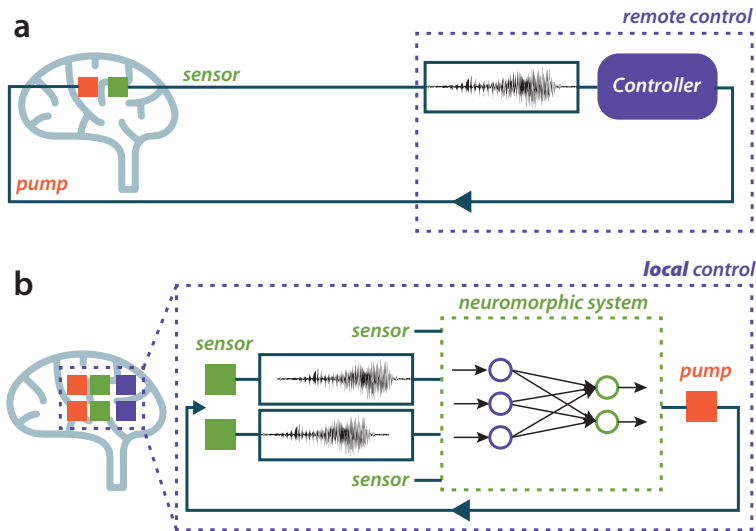 a
remote control
sensor
Controller
pump
b
local control
neuromorphic system
sensor
sensor
pump
sensor